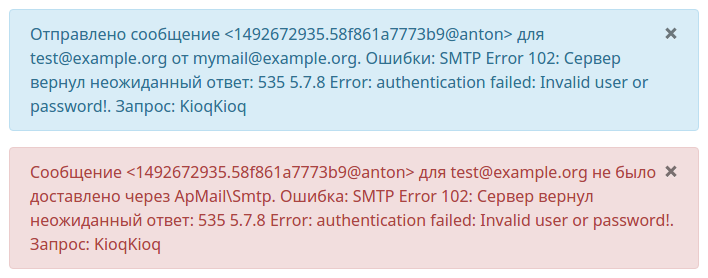 Отправлено сообщение <1492672935.58f861a7773b9@anton> для
test@example.org от mymail@example.org. Ошибки: SMTP Error 102: Сервер
вернул неожиданный ответ: 535 5.7.8 Error: authentication failed: Invalid user or
password!. Запрос: KioqKioq
Сообщение <1492672935.58f861a7773b9@anton> для test@example.org не было
доставлено через ApMail\Smtp. Ошибка: SMTP Error 102: Сервер вернул
неожиданный ответ: 535 5.7.8 Error: authentication failed: Invalid user or password!.
Запрос: KioqKioq